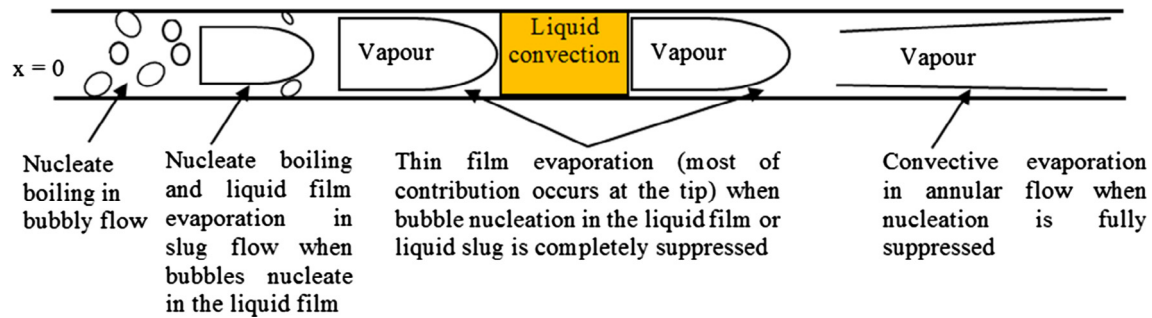 Liquid
convection
Vapour
Vapour
Vapour
x = 0
Nucleate
boiling in
bubbly flow
Nucleate boiling
and liquid film
evaporation in
slug flow when
bubbles nucleate
in the liquid film
Thin film evaporation (most of
contribution occurs at the tip) when
bubble nucleation in the liquid film or
liquid slug is completely suppressed
Convective evaporation
in annular flow when
nucleation is fully
suppressed